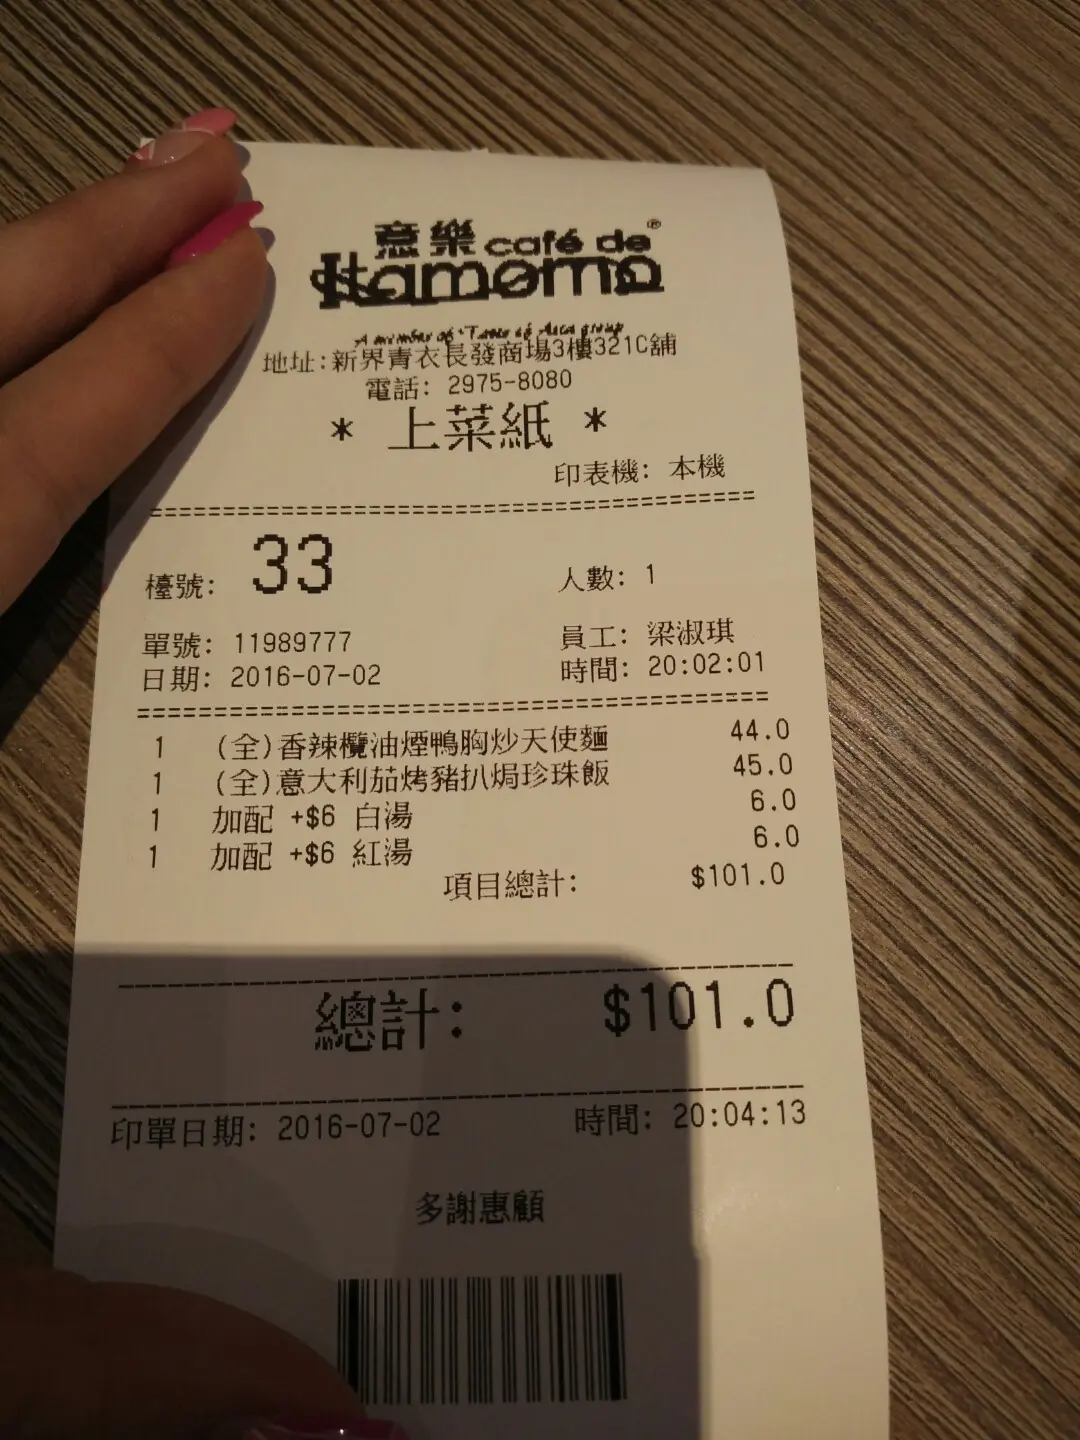 意樂 café de ®
Itamomo
A member of "Taste of Asia group
地址:新界青衣長發商場3樓321C舖
電話: 2975-8080
* 上菜紙 *
印表機: 本機
檯號: 33 人數: 1
單號: 11989777 員工: 梁淑琪
日期: 2016-07-02 時間: 20:02:01
1 (全)香辣欖油煙鴨胸炒天使麵 44.0
1 (全)意大利茄烤豬扒焗珍珠飯 45.0
1 加配 +$6 白湯 6.0
1 加配 +$6 紅湯 6.0
項目總計: $101.0
總計: $101.0
印單日期: 2016-07-02 時間: 20:04:13
多謝惠顧